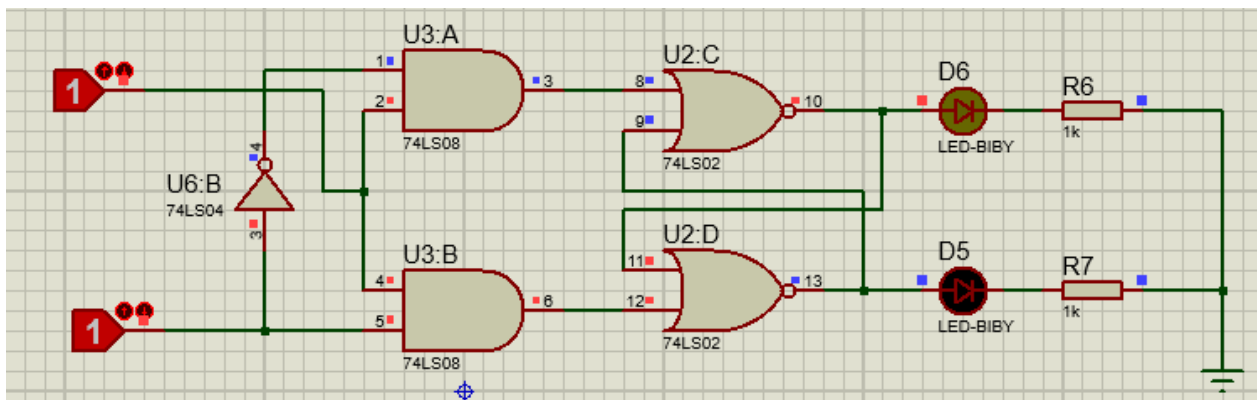 U3:A
1
2
3
74LS08
1
U6:B
74LS04
4
3
U2:C
8
9
10
74LS02
D6
LED-BIBY
R6
1k
U3:B
4
5
6
74LS08
1
U2:D
11
12
13
74LS02
D5
LED-BIBY
R7
1k